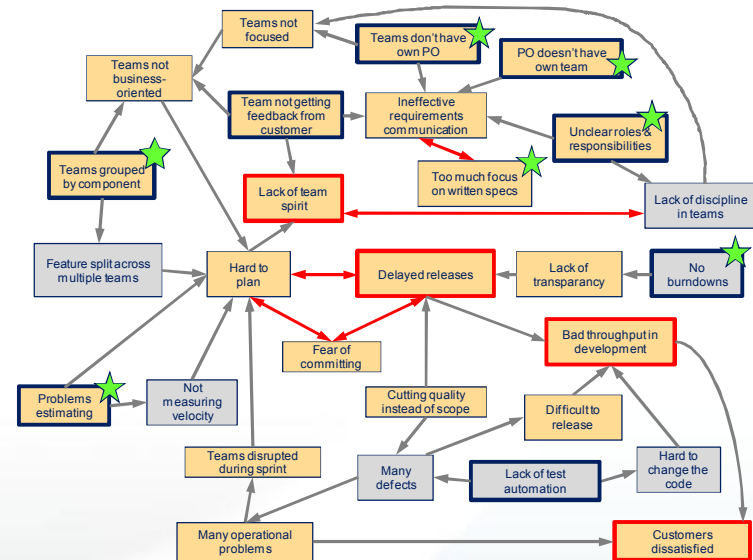 Teams not
focused
Teams don't have
own PO
PO doesn't have
own team
Teams not
business-
oriented
Team not getting
feedback from
customer
Ineffective
requirements
communication
Unclear roles &
responsibilities
Teams grouped
by component
Too much focus
on written specs
Lack of team
spirit
Lack of discipline
in teams
Feature split across
multiple teams
Hard to
plan
Delayed releases
Lack of
transparancy
No
burndowns
Fear of
committing
Bad throughput in
development
Problems
estimating
Not
measuring
velocity
Cutting quality
instead of scope
Difficult to
release
Teams disrupted
during sprint
Many
defects
Lack of test
automation
Hard to
change the
code
Many operational
problems
Customers
dissatisfied